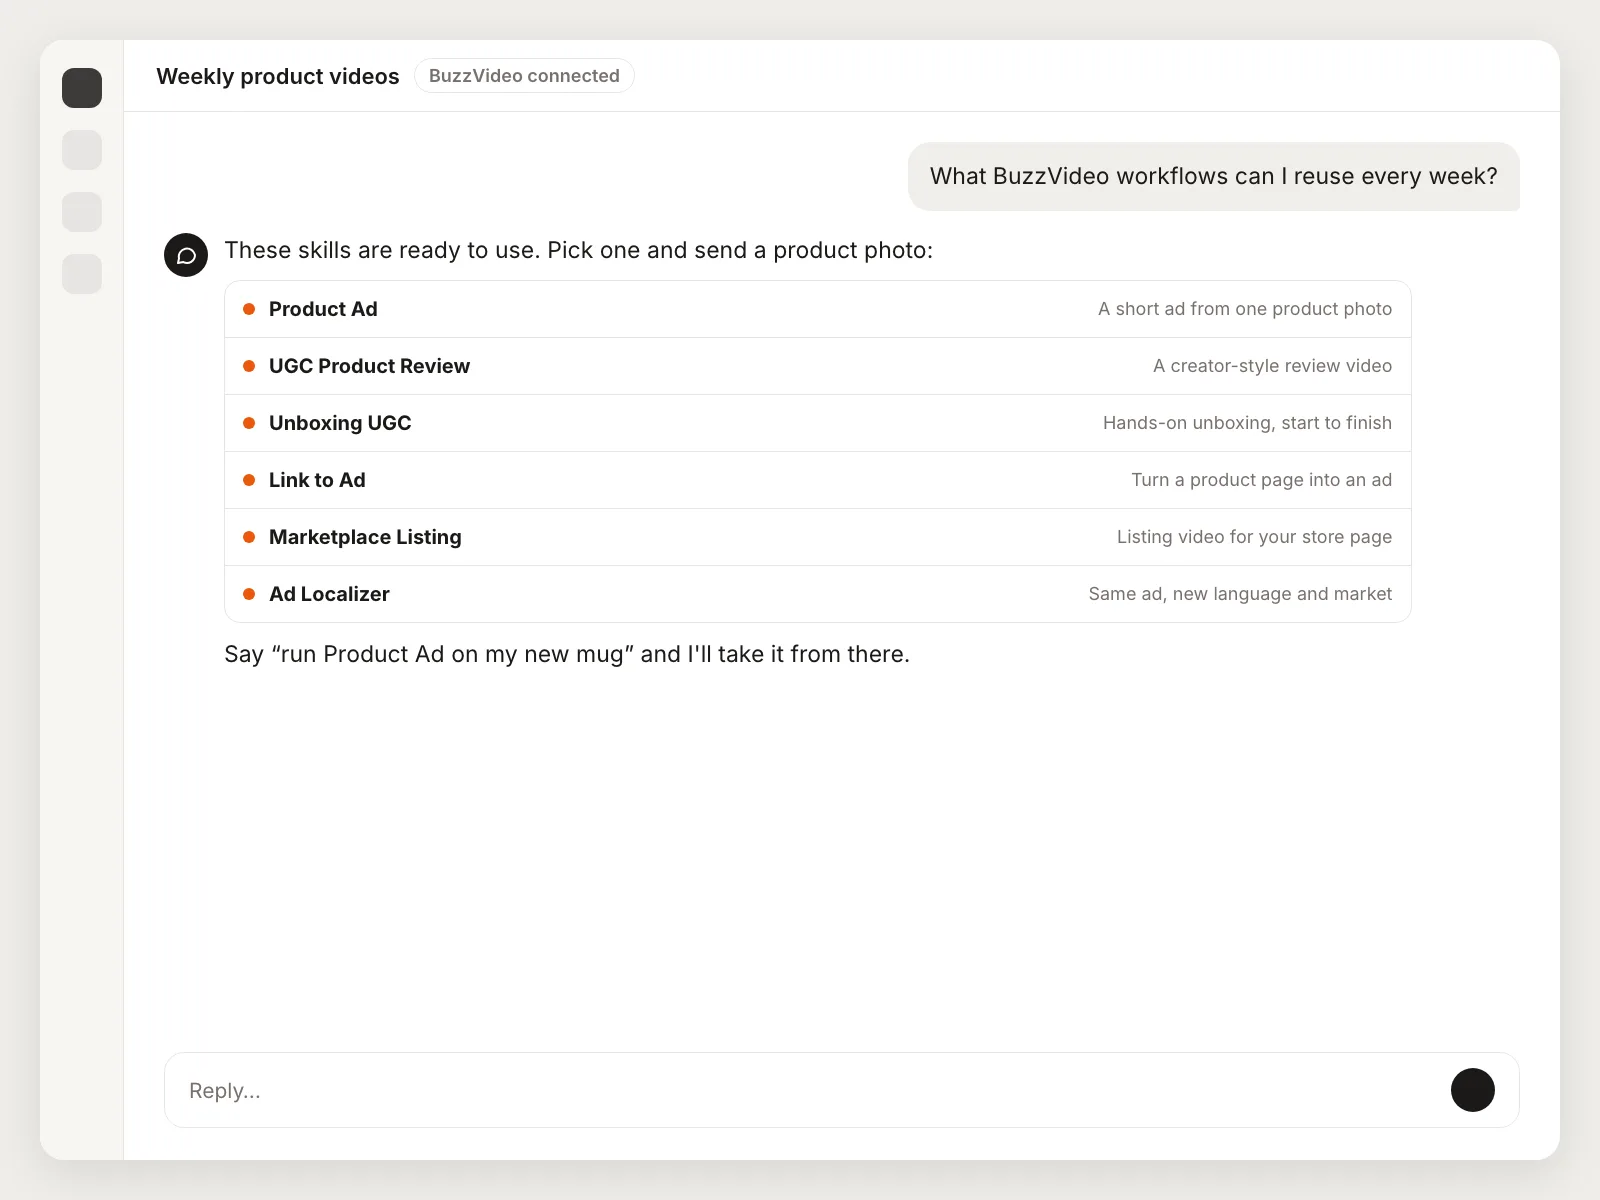 Weekly product videos
BuzzVideo connected
What BuzzVideo workflows can I reuse every week?
These skills are ready to use. Pick one and send a product photo:
Product Ad
A short ad from one product photo
UGC Product Review
A creator-style review video
Unboxing UGC
Hands-on unboxing, start to finish
Link to Ad
Turn a product page into an ad
Marketplace Listing
Listing video for your store page
Ad Localizer
Same ad, new language and market
Say “run Product Ad on my new mug” and I'll take it from there.
Reply...